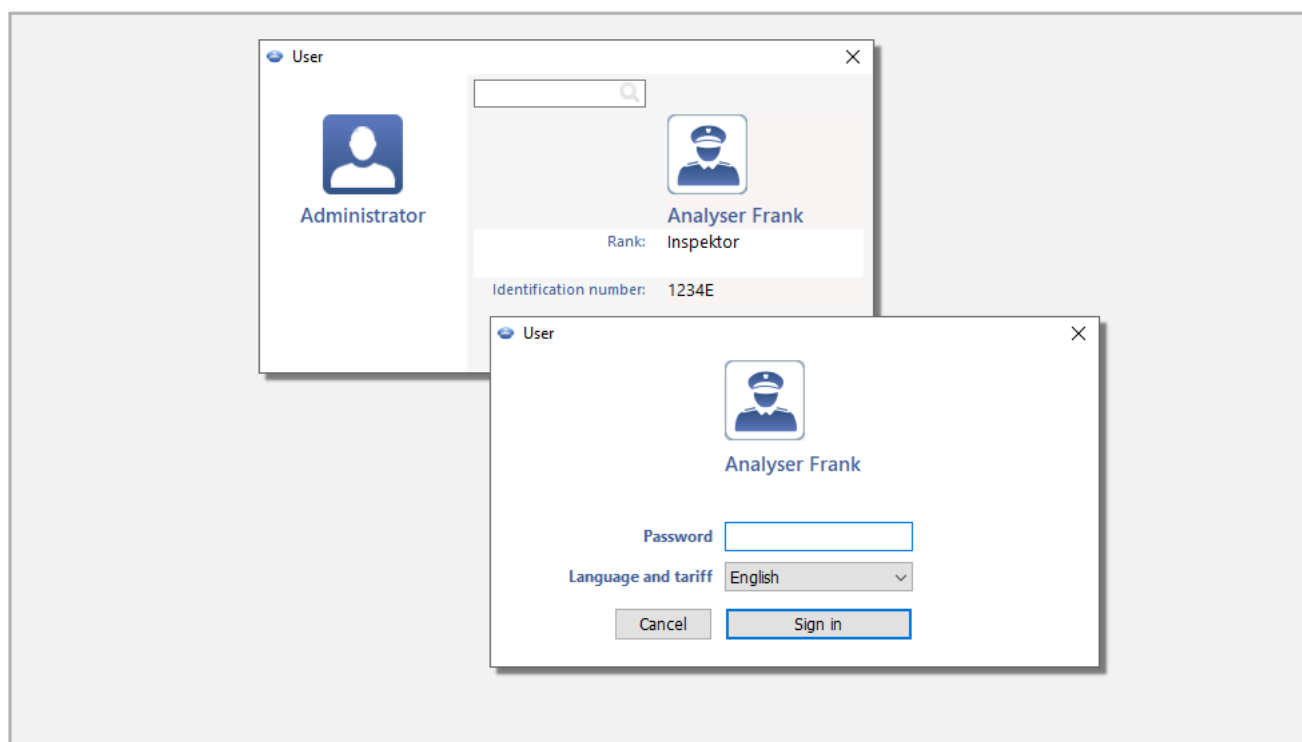 User
Administrator
Analyser Frank
Rank: Inspektor
Identification number: 1234E
User
Analyser Frank
Password
Language and tariff English
Cancel Sign in